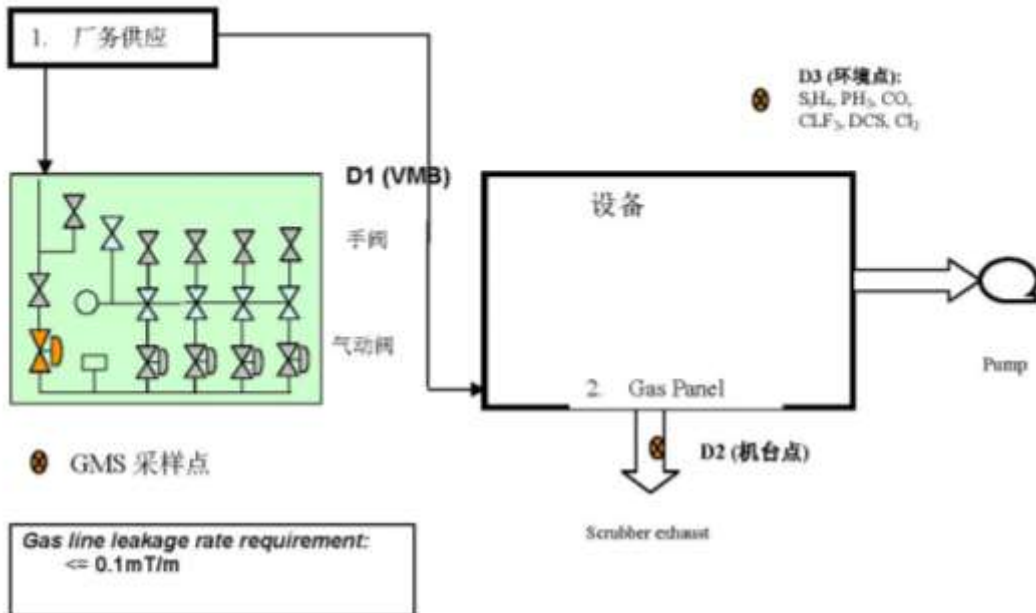 1. 厂务供应
D3 (环境点):
SiH₄, PH₃, CO,
CLF₃, DCS, Cl₂
D1 (VMB)
手阀
气动阀
设备
2. Gas Panel
Pump
D2 (机台点)
Scrubber exhaust
GMS 采样点
Gas line leakage rate requirement:
<= 0.1mT/m